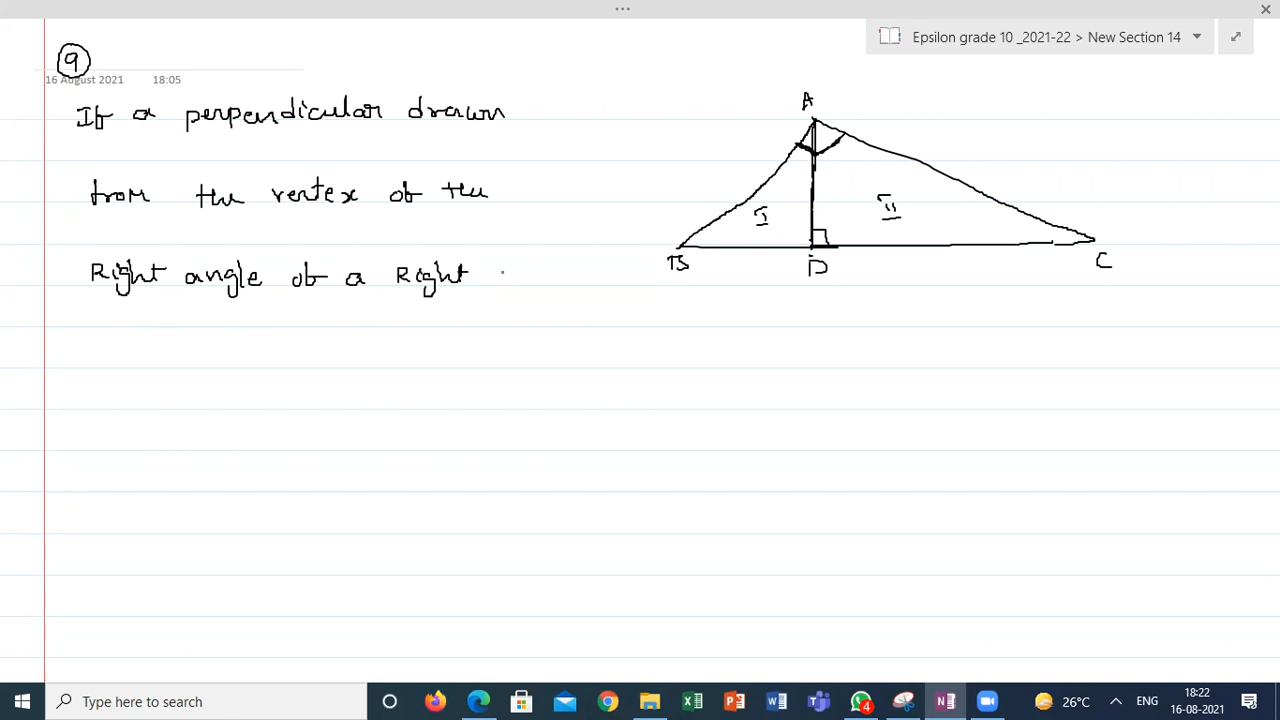 Epsilon grade 10 _2021-22 > New Section 14
9
16 August 2021 18:05
If a perpendicular drawn
from the vertex of the
Right angle of a Right
A
I
II
B
D
C
Type here to search
4
26°C
ENG
18:22
16-08-2021